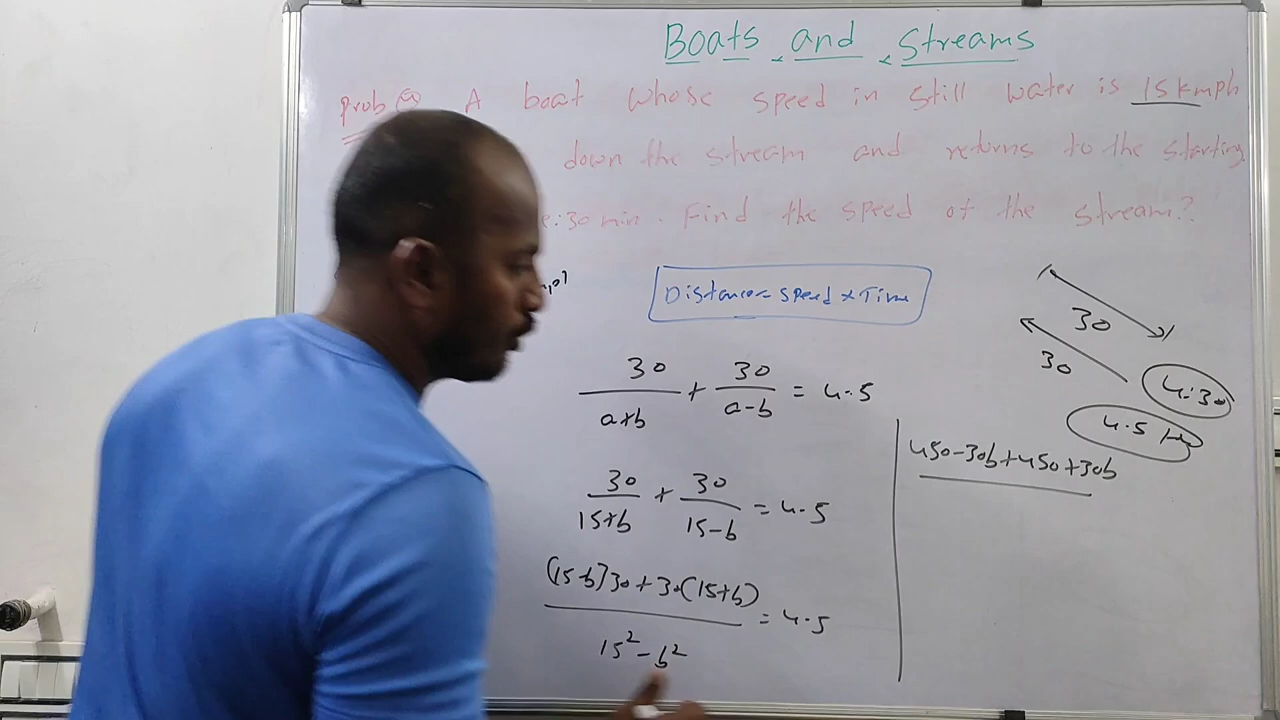 Boats and Streams
Prob A boat whose speed in still water is 15 kmph
down the stream and returns to the starting
:30 min. Find the speed of the stream?
Distance = Speed x Time
30
30
4:30
4.5 Hr
30/a+b + 30/a-b = 4.5
30/15+b + 30/15-b = 4.5
(15-b)30+30(15+b)/15²-b² = 4.5
450-30b+450+30b